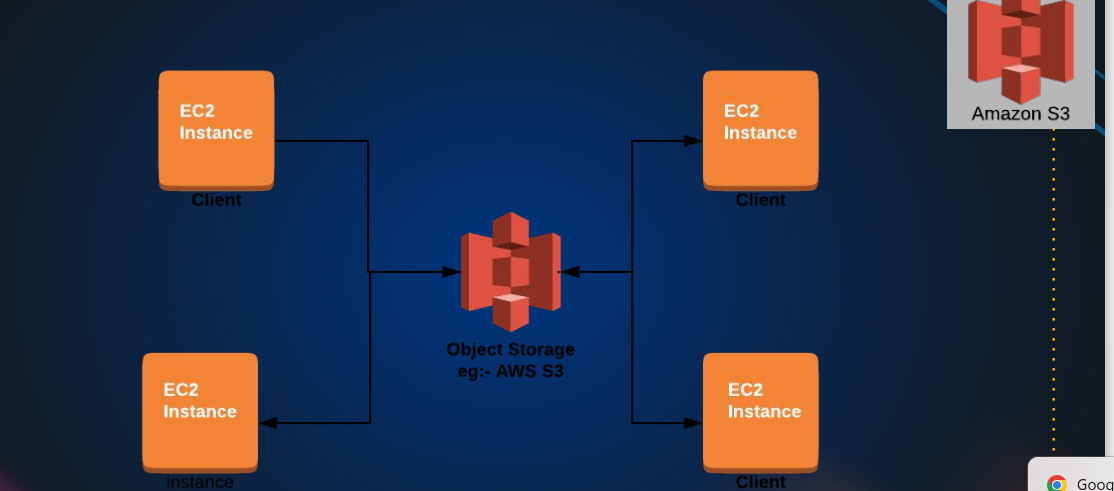 Amazon S3
EC2
Instance
Client
EC2
Instance
Client
Object Storage
eg:- AWS S3
EC2
Instance
instance
EC2
Instance
Client
Goog